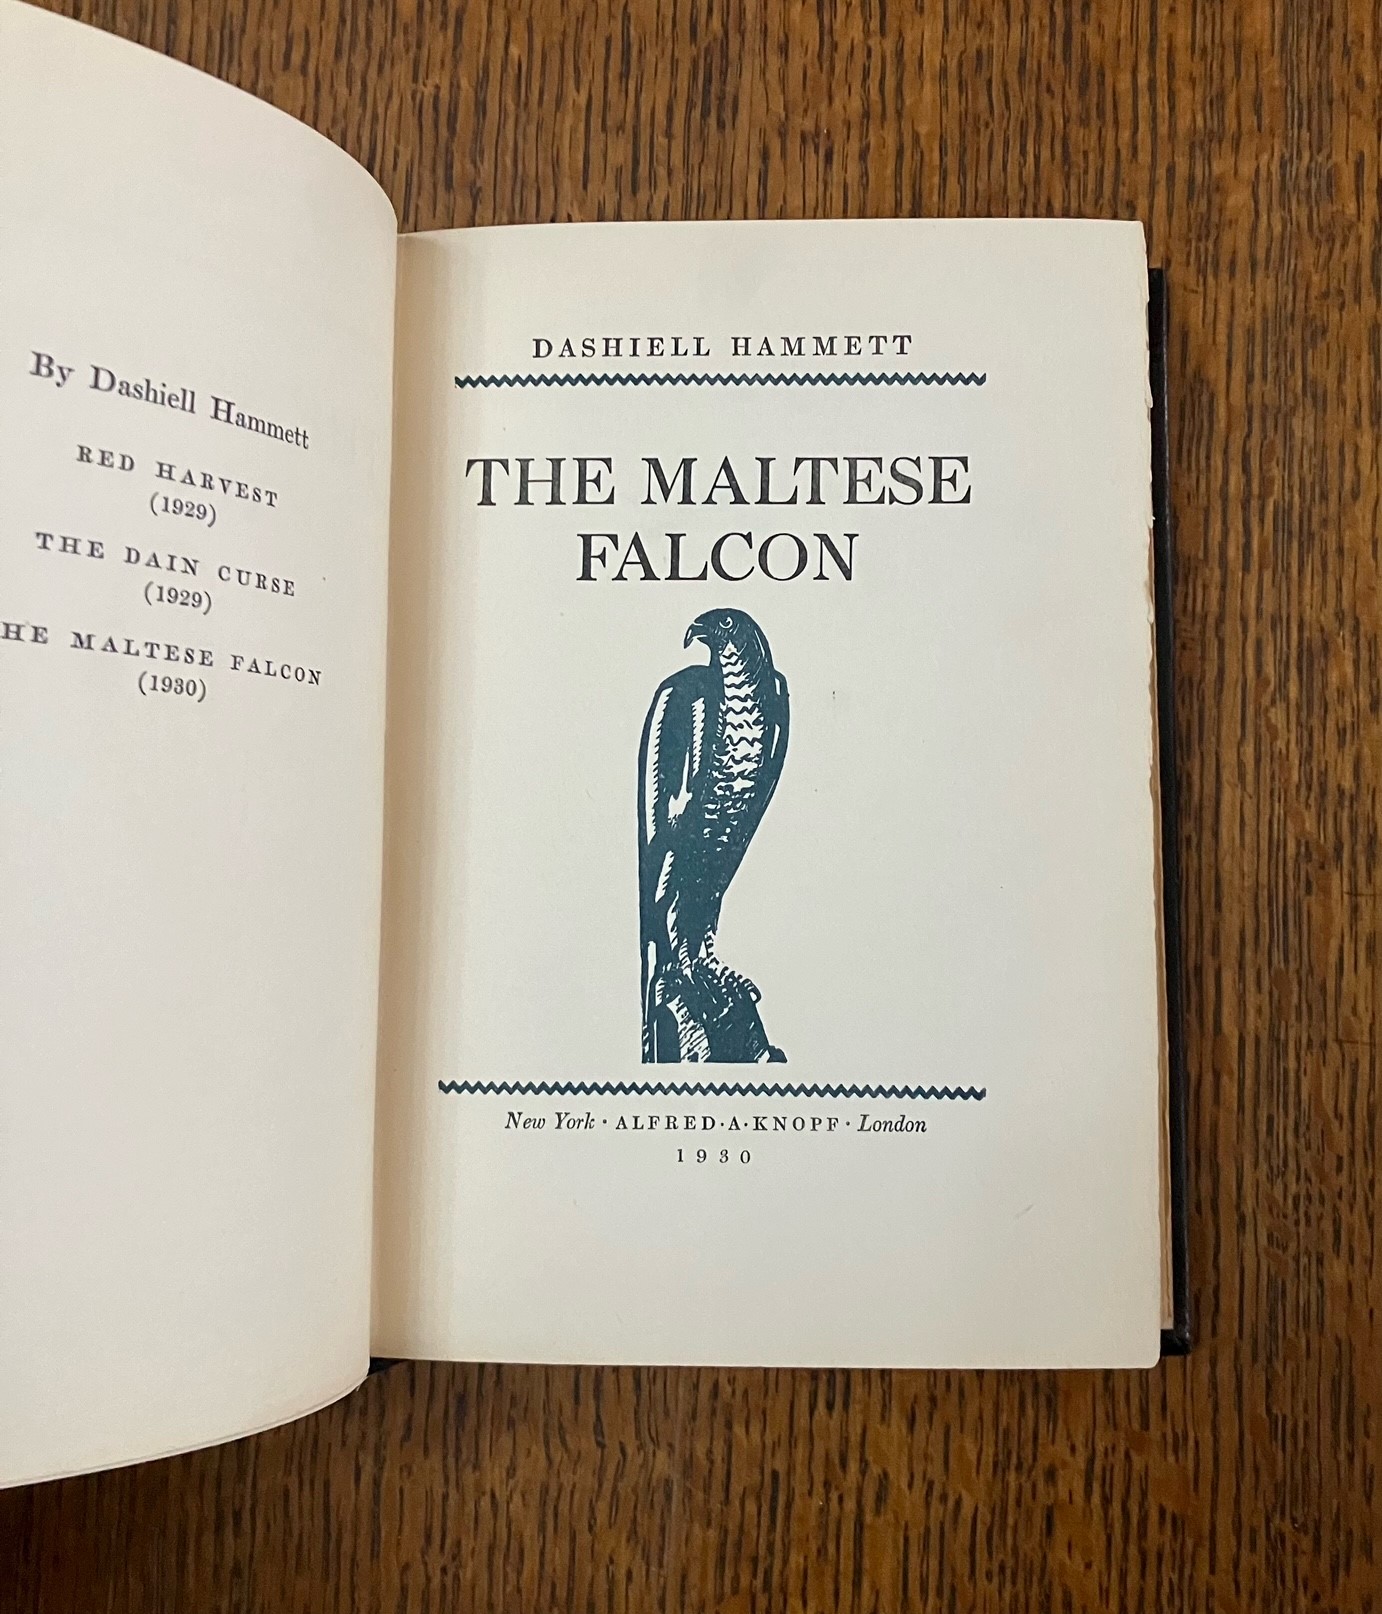 By Dashiell Hammett
RED HARVEST
(1929)
THE DAIN CURSE
(1929)
HE MALTESE FALCON
(1930)
DASHIELL HAMMETT
THE MALTESE
FALCON
New York · ALFRED · A · KNOPF · London
1930